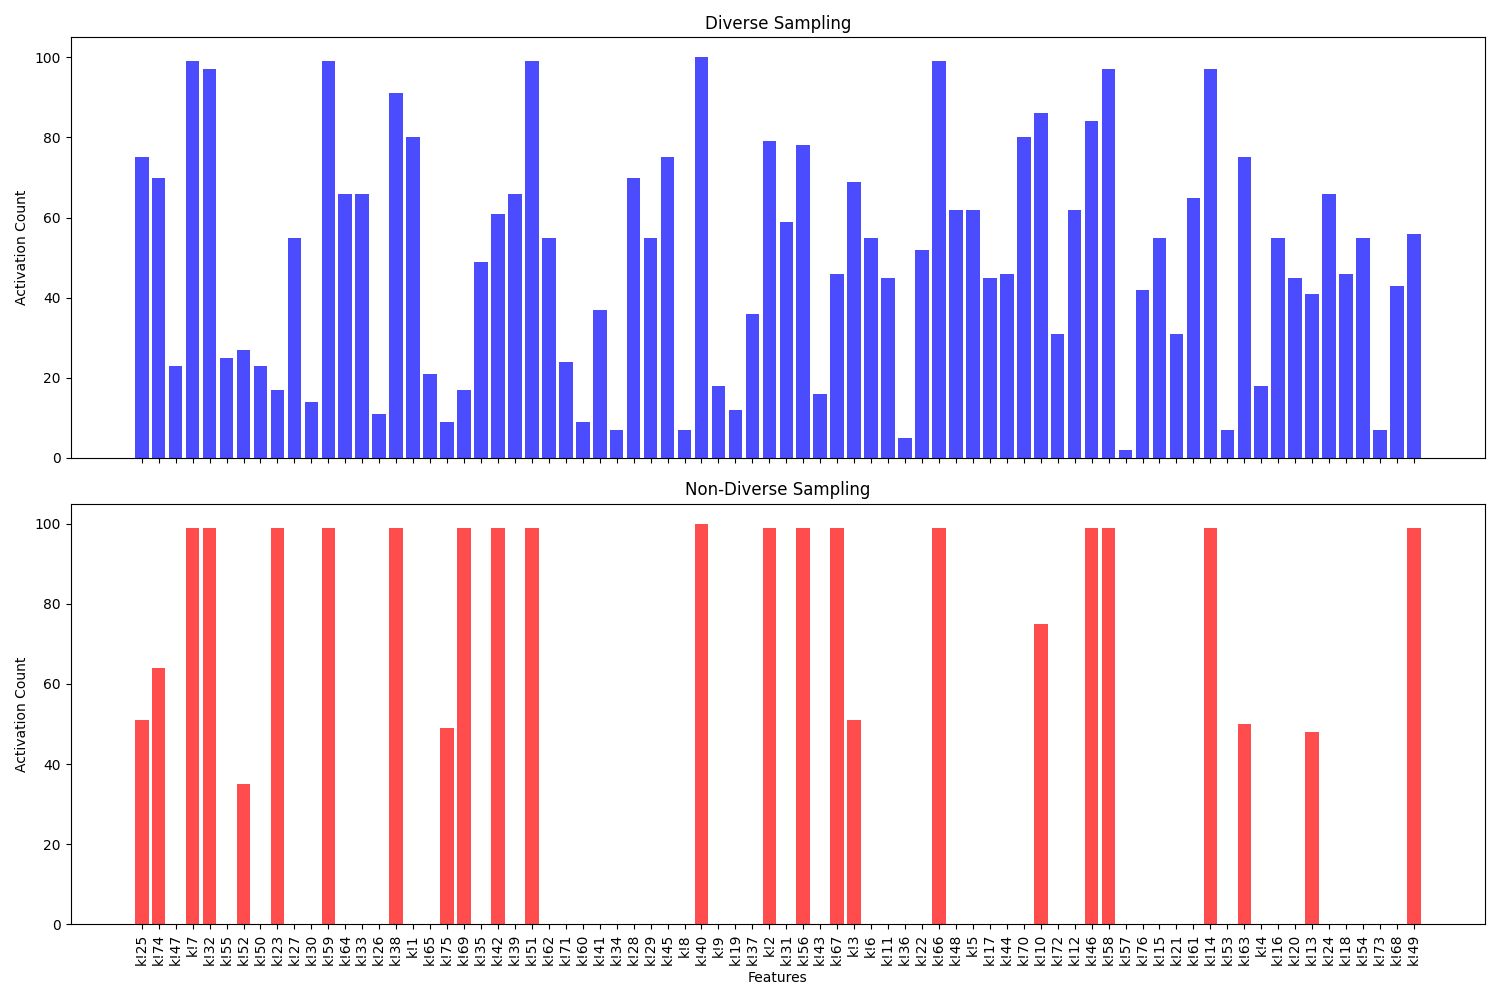 Diverse Sampling
Activation Count
100
80
60
40
20
0
Non-Diverse Sampling
Activation Count
100
80
60
40
20
0
k!25 k!74 k!47 k!7 k!32 k!55 k!52 k!50 k!23 k!27 k!30 k!59 k!64 k!33 k!26 k!38 k!1 k!65 k!75 k!69 k!35 k!42 k!39 k!51 k!62 k!71 k!60 k!41 k!34 k!28 k!29 k!45 k!8 k!40 k!9 k!19 k!37 k!2 k!31 k!56 k!43 k!67 k!3 k!6 k!11 k!36 k!22 k!66 k!48 k!5 k!17 k!44 k!70 k!10 k!72 k!12 k!46 k!58 k!57 k!76 k!15 k!21 k!61 k!14 k!53 k!63 k!4 k!16 k!20 k!13 k!24 k!18 k!54 k!73 k!68 k!49
Features